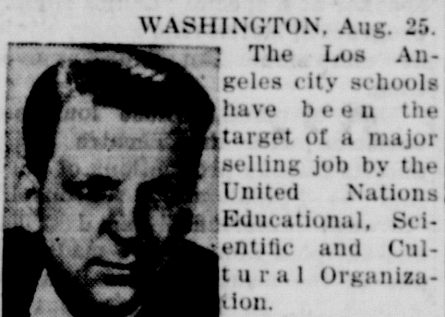 WASHINGTON, Aug. 25.
The Los An-
geles city schools
have been the
target of a major
selling job by the
United Nations
Educational, Sci-
entific and Cul-
tural Organiza-
tion.